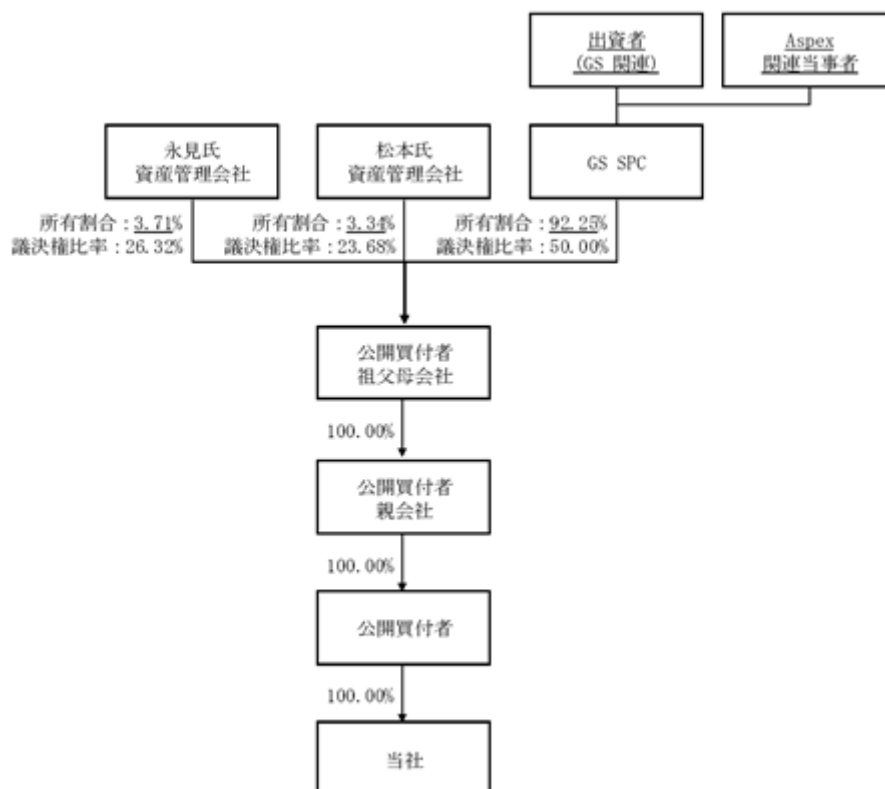 出資者
(GS 関連)
Aspex
関連当事者
永見氏
資産管理会社
松本氏
資産管理会社
GS SPC
所有割合:3.71%
議決権比率:26.32%
所有割合:3.34%
議決権比率:23.68%
所有割合:92.25%
議決権比率:50.00%
公開買付者
祖父母会社
100.00%
公開買付者
親会社
100.00%
公開買付者
100.00%
当社